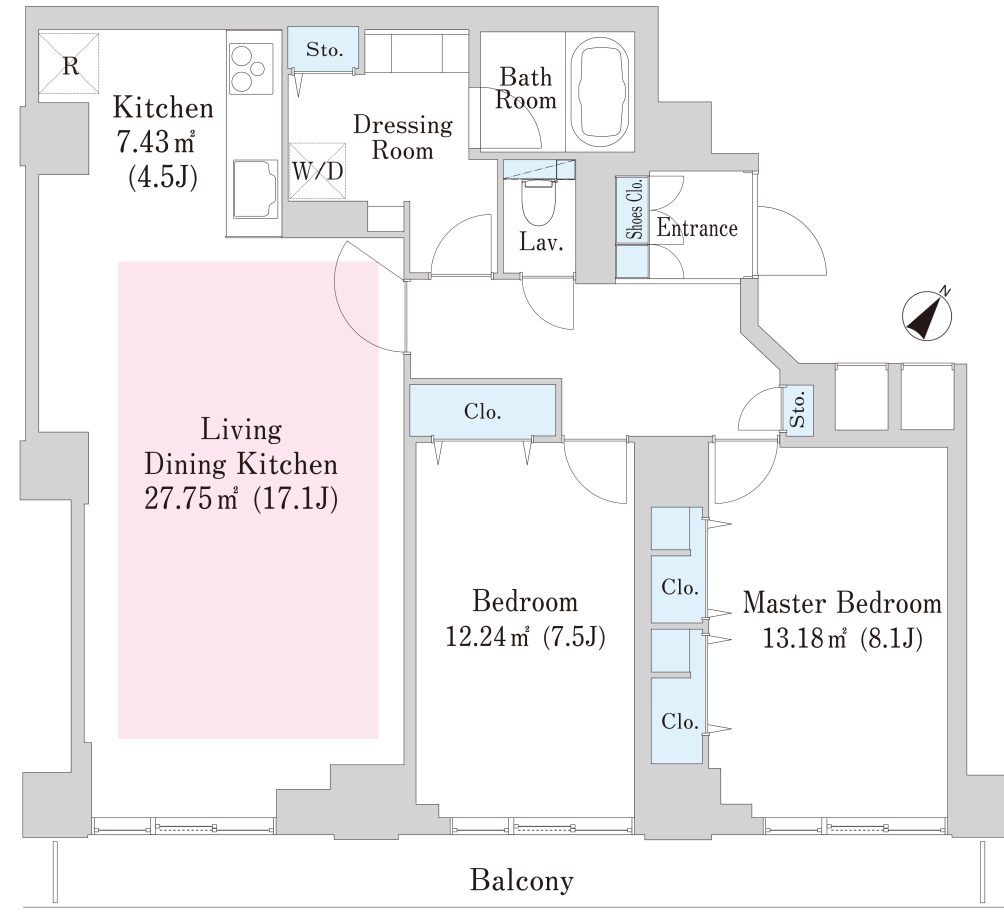 R
Kitchen
7.43㎡
(4.5J)
Sto.
Dressing
Room
W/D
Bath
Room
Lav.
Shoes Clo.
Entrance
N
Living
Dining Kitchen
27.75㎡ (17.1J)
Clo.
Sto.
Bedroom
12.24㎡ (7.5J)
Clo.
Clo.
Master Bedroom
13.18㎡ (8.1J)
Balcony